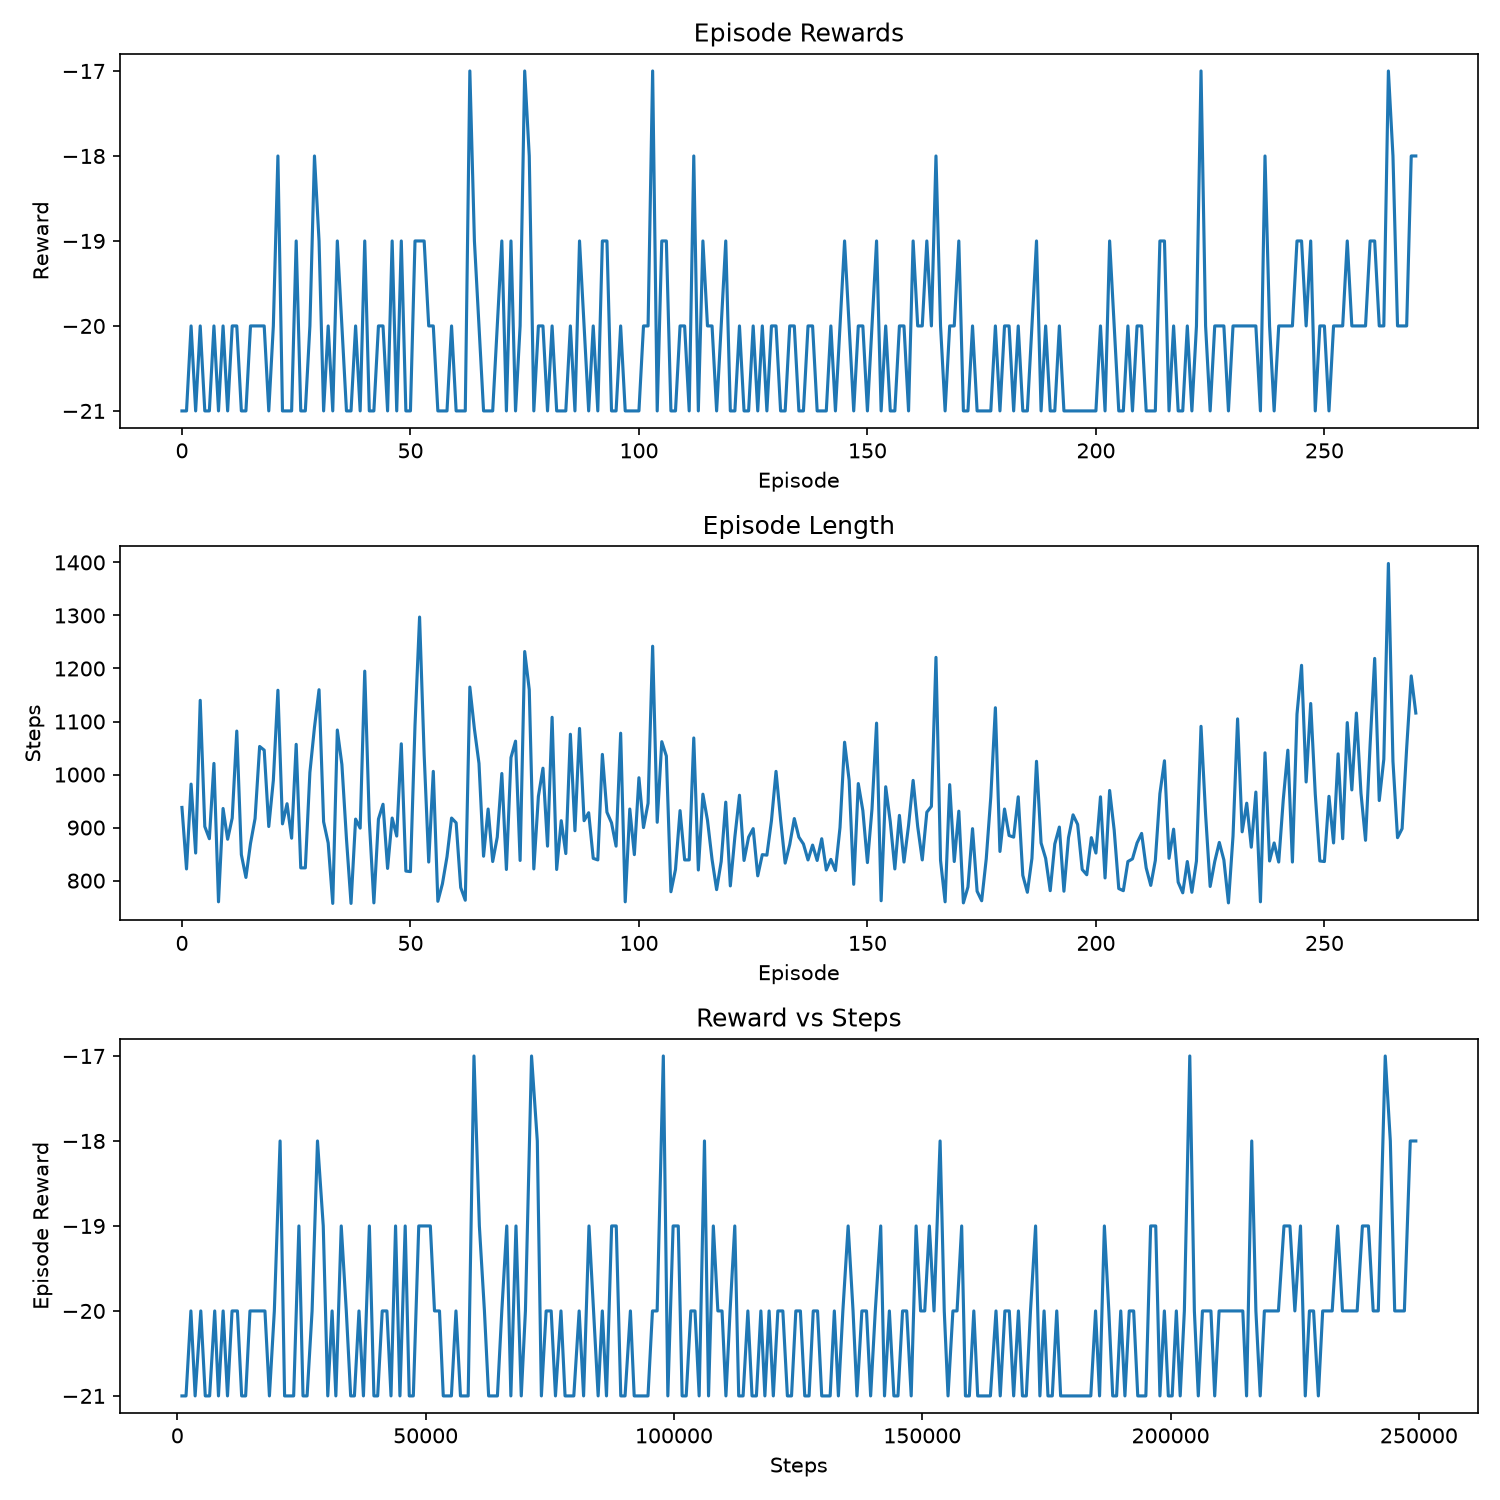 Episode Rewards
−17
−18
−19
−20
−21
Reward
0 50 100 150 200 250
Episode
Episode Length
1400
1300
1200
1100
1000
900
800
Steps
0 50 100 150 200 250
Episode
Reward vs Steps
−17
−18
−19
−20
−21
Episode Reward
0 50000 100000 150000 200000 250000
Steps